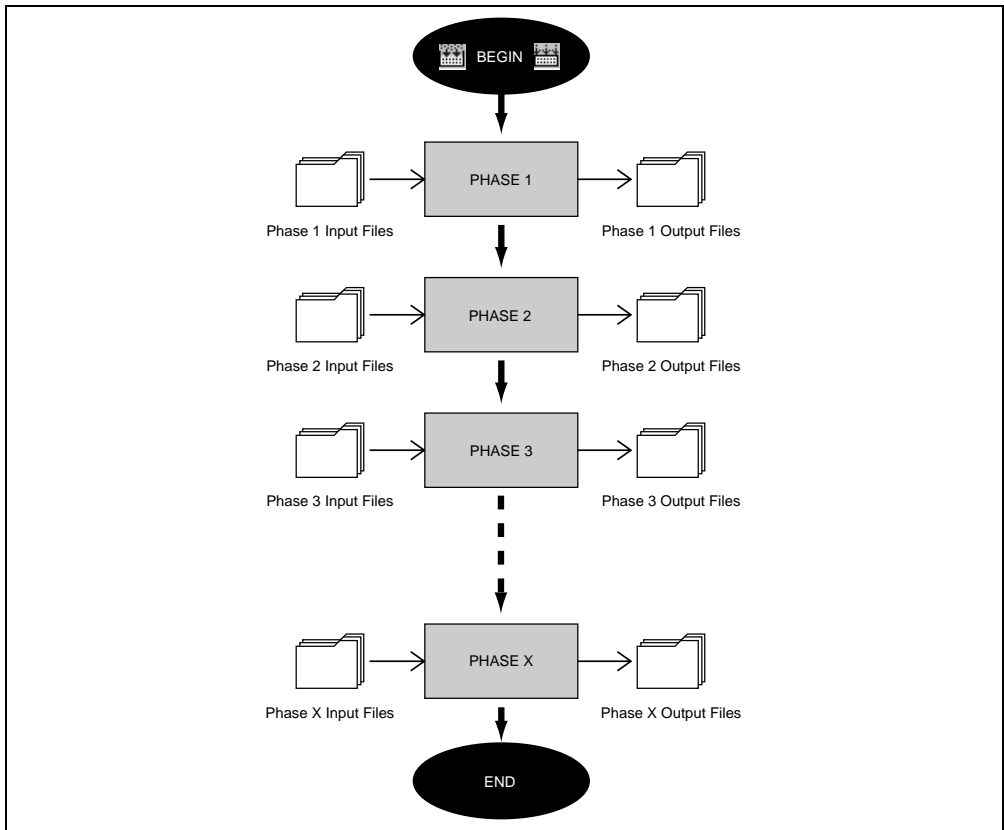 BEGIN
PHASE 1
Phase 1 Input Files
Phase 1 Output Files
PHASE 2
Phase 2 Input Files
Phase 2 Output Files
PHASE 3
Phase 3 Input Files
Phase 3 Output Files
PHASE X
Phase X Input Files
Phase X Output Files
END